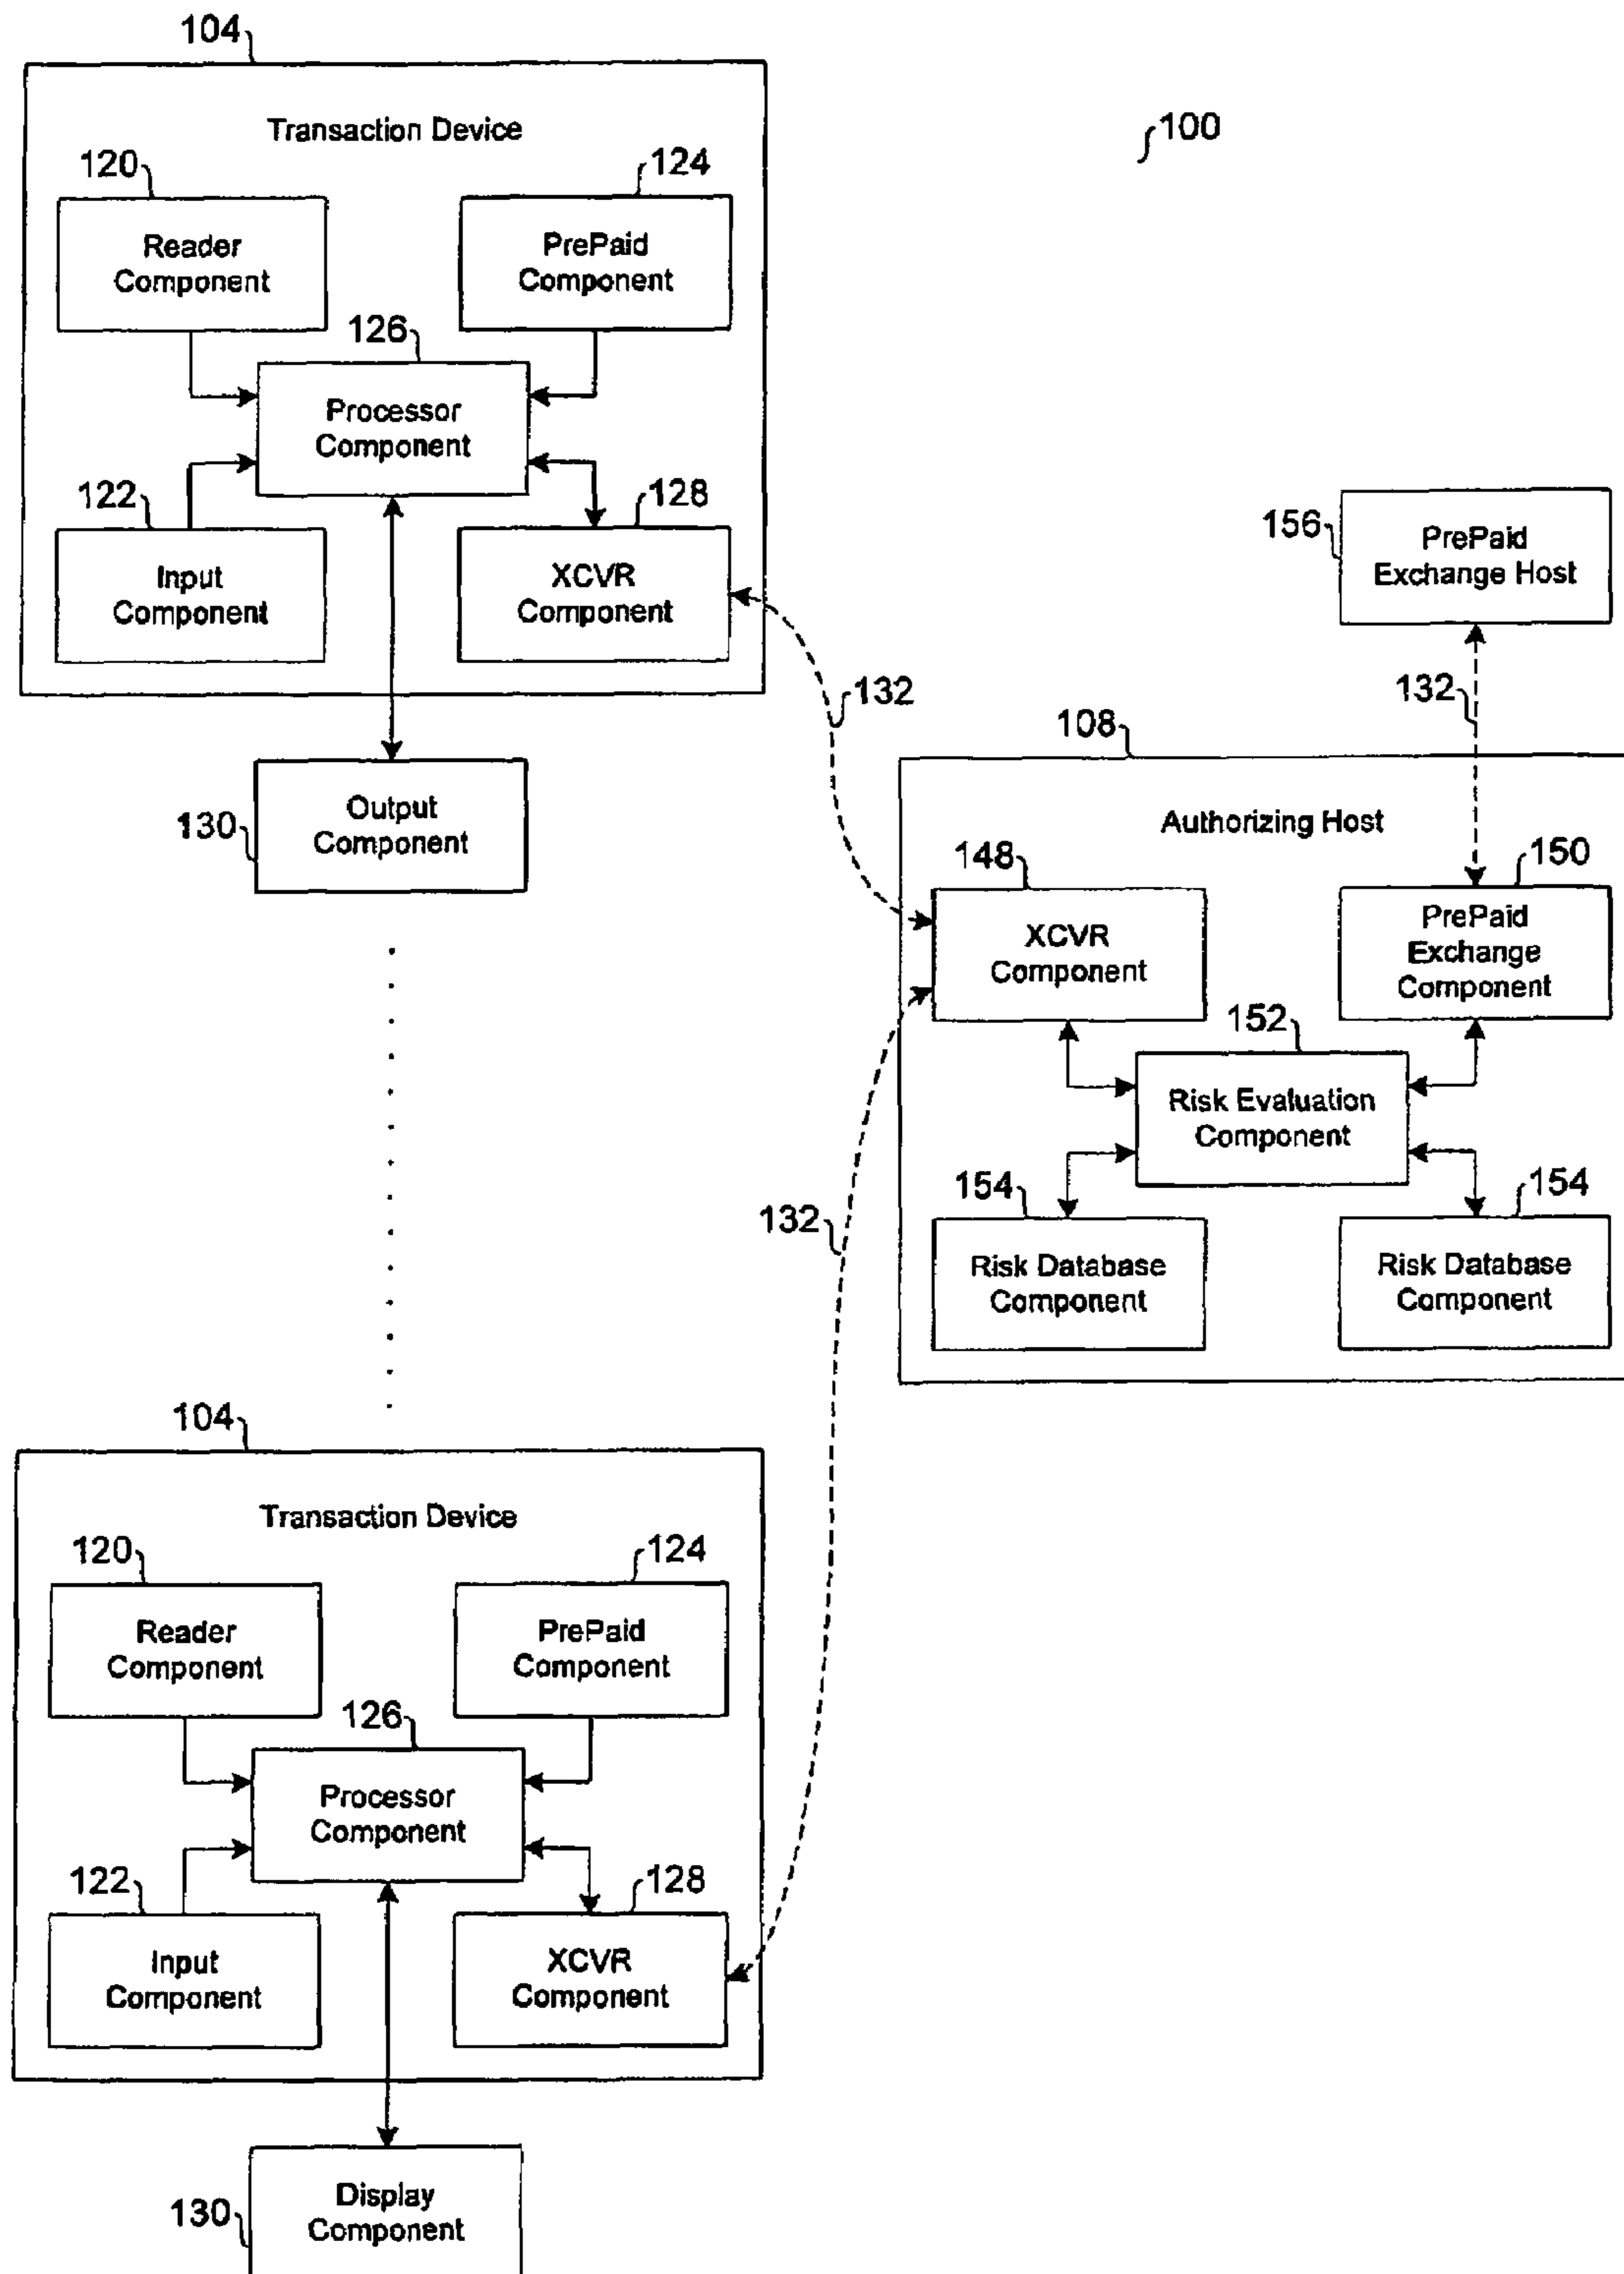 104
Transaction Device
100
120
124
Reader
Component
PrePaid
Component
126
Processor
Component
122
128
Input
Component
XCVR
Component
156
PrePaid
Exchange Host
132
132
130
Output
Component
108
Authorizing Host
148
150
XCVR
Component
PrePaid
Exchange
Component
152
Risk Evaluation
Component
154
154
132
Risk Database
Component
Risk Database
Component
104
Transaction Device
120
124
Reader
Component
PrePaid
Component
126
Processor
Component
122
128
Input
Component
XCVR
Component
130
Display
Component